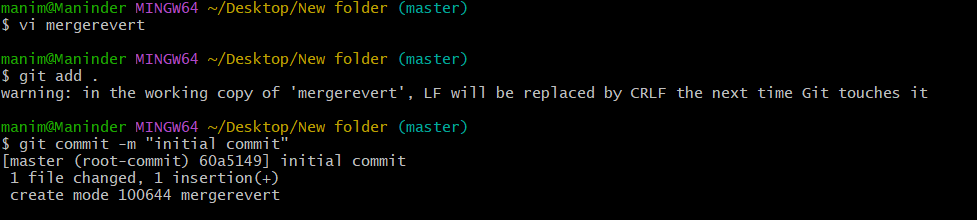 manim@Maninder MINGW64 ~/Desktop/New folder (master)
$ vi mergerevert
manim@Maninder MINGW64 ~/Desktop/New folder (master)
$ git add .
warning: in the working copy of 'mergerevert', LF will be replaced by CRLF the next time Git touches it
manim@Maninder MINGW64 ~/Desktop/New folder (master)
$ git commit -m "initial commit"
[master (root-commit) 60a5149] initial commit
 1 file changed, 1 insertion(+)
 create mode 100644 mergerevert